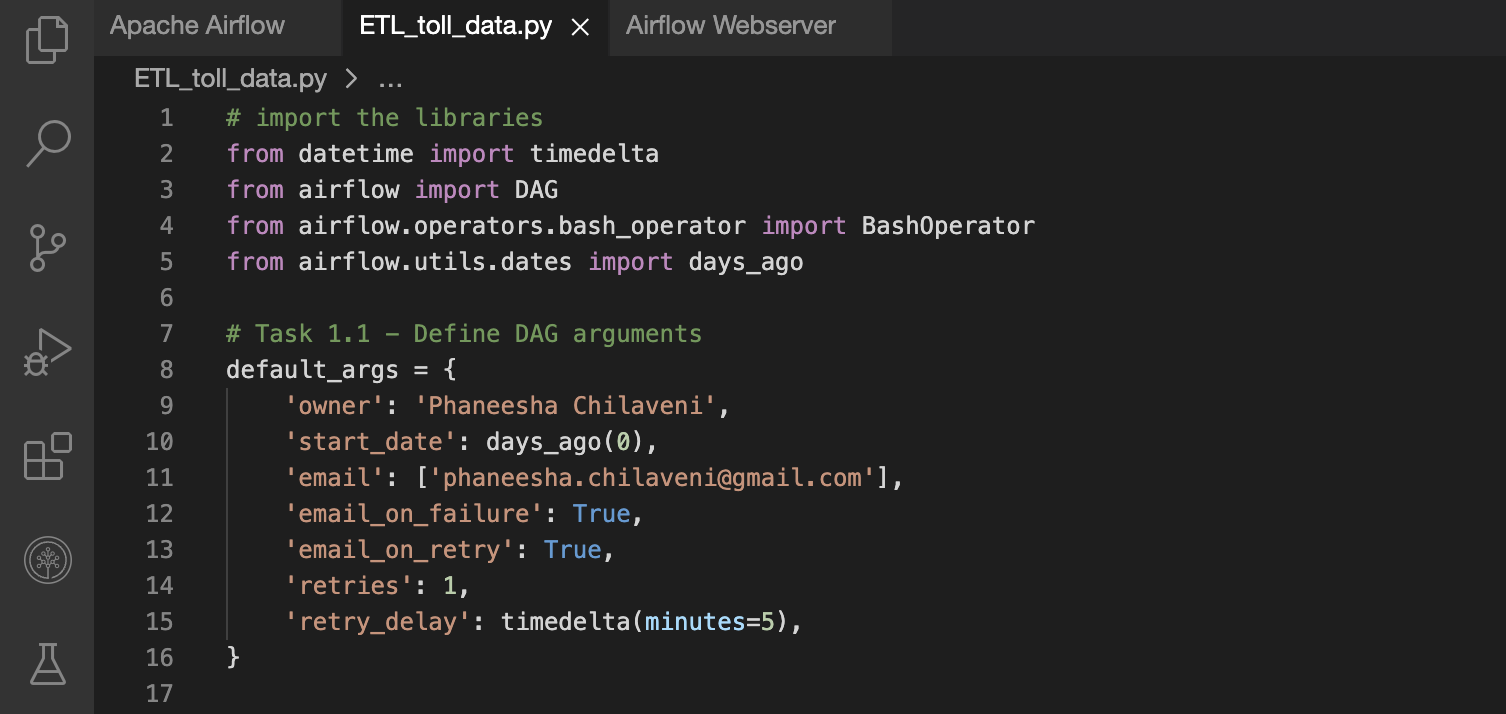 Apache Airflow ETL_toll_data.py × Airflow Webserver
ETL_toll_data.py > ...
1 # import the libraries
2 from datetime import timedelta
3 from airflow import DAG
4 from airflow.operators.bash_operator import BashOperator
5 from airflow.utils.dates import days_ago
6
7 # Task 1.1 – Define DAG arguments
8 default_args = {
9     'owner': 'Phaneesha Chilaveni',
10     'start_date': days_ago(0),
11     'email': ['phaneesha.chilaveni@gmail.com'],
12     'email_on_failure': True,
13     'email_on_retry': True,
14     'retries': 1,
15     'retry_delay': timedelta(minutes=5),
16 }
17